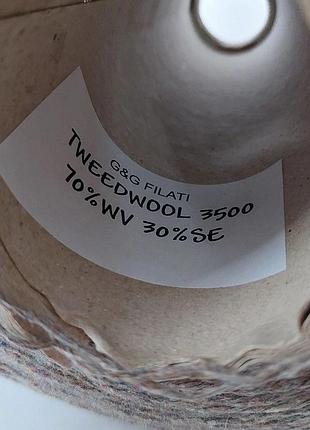 G&G FILATI
TWEEDWOOL 3500
70%WV 30%SE